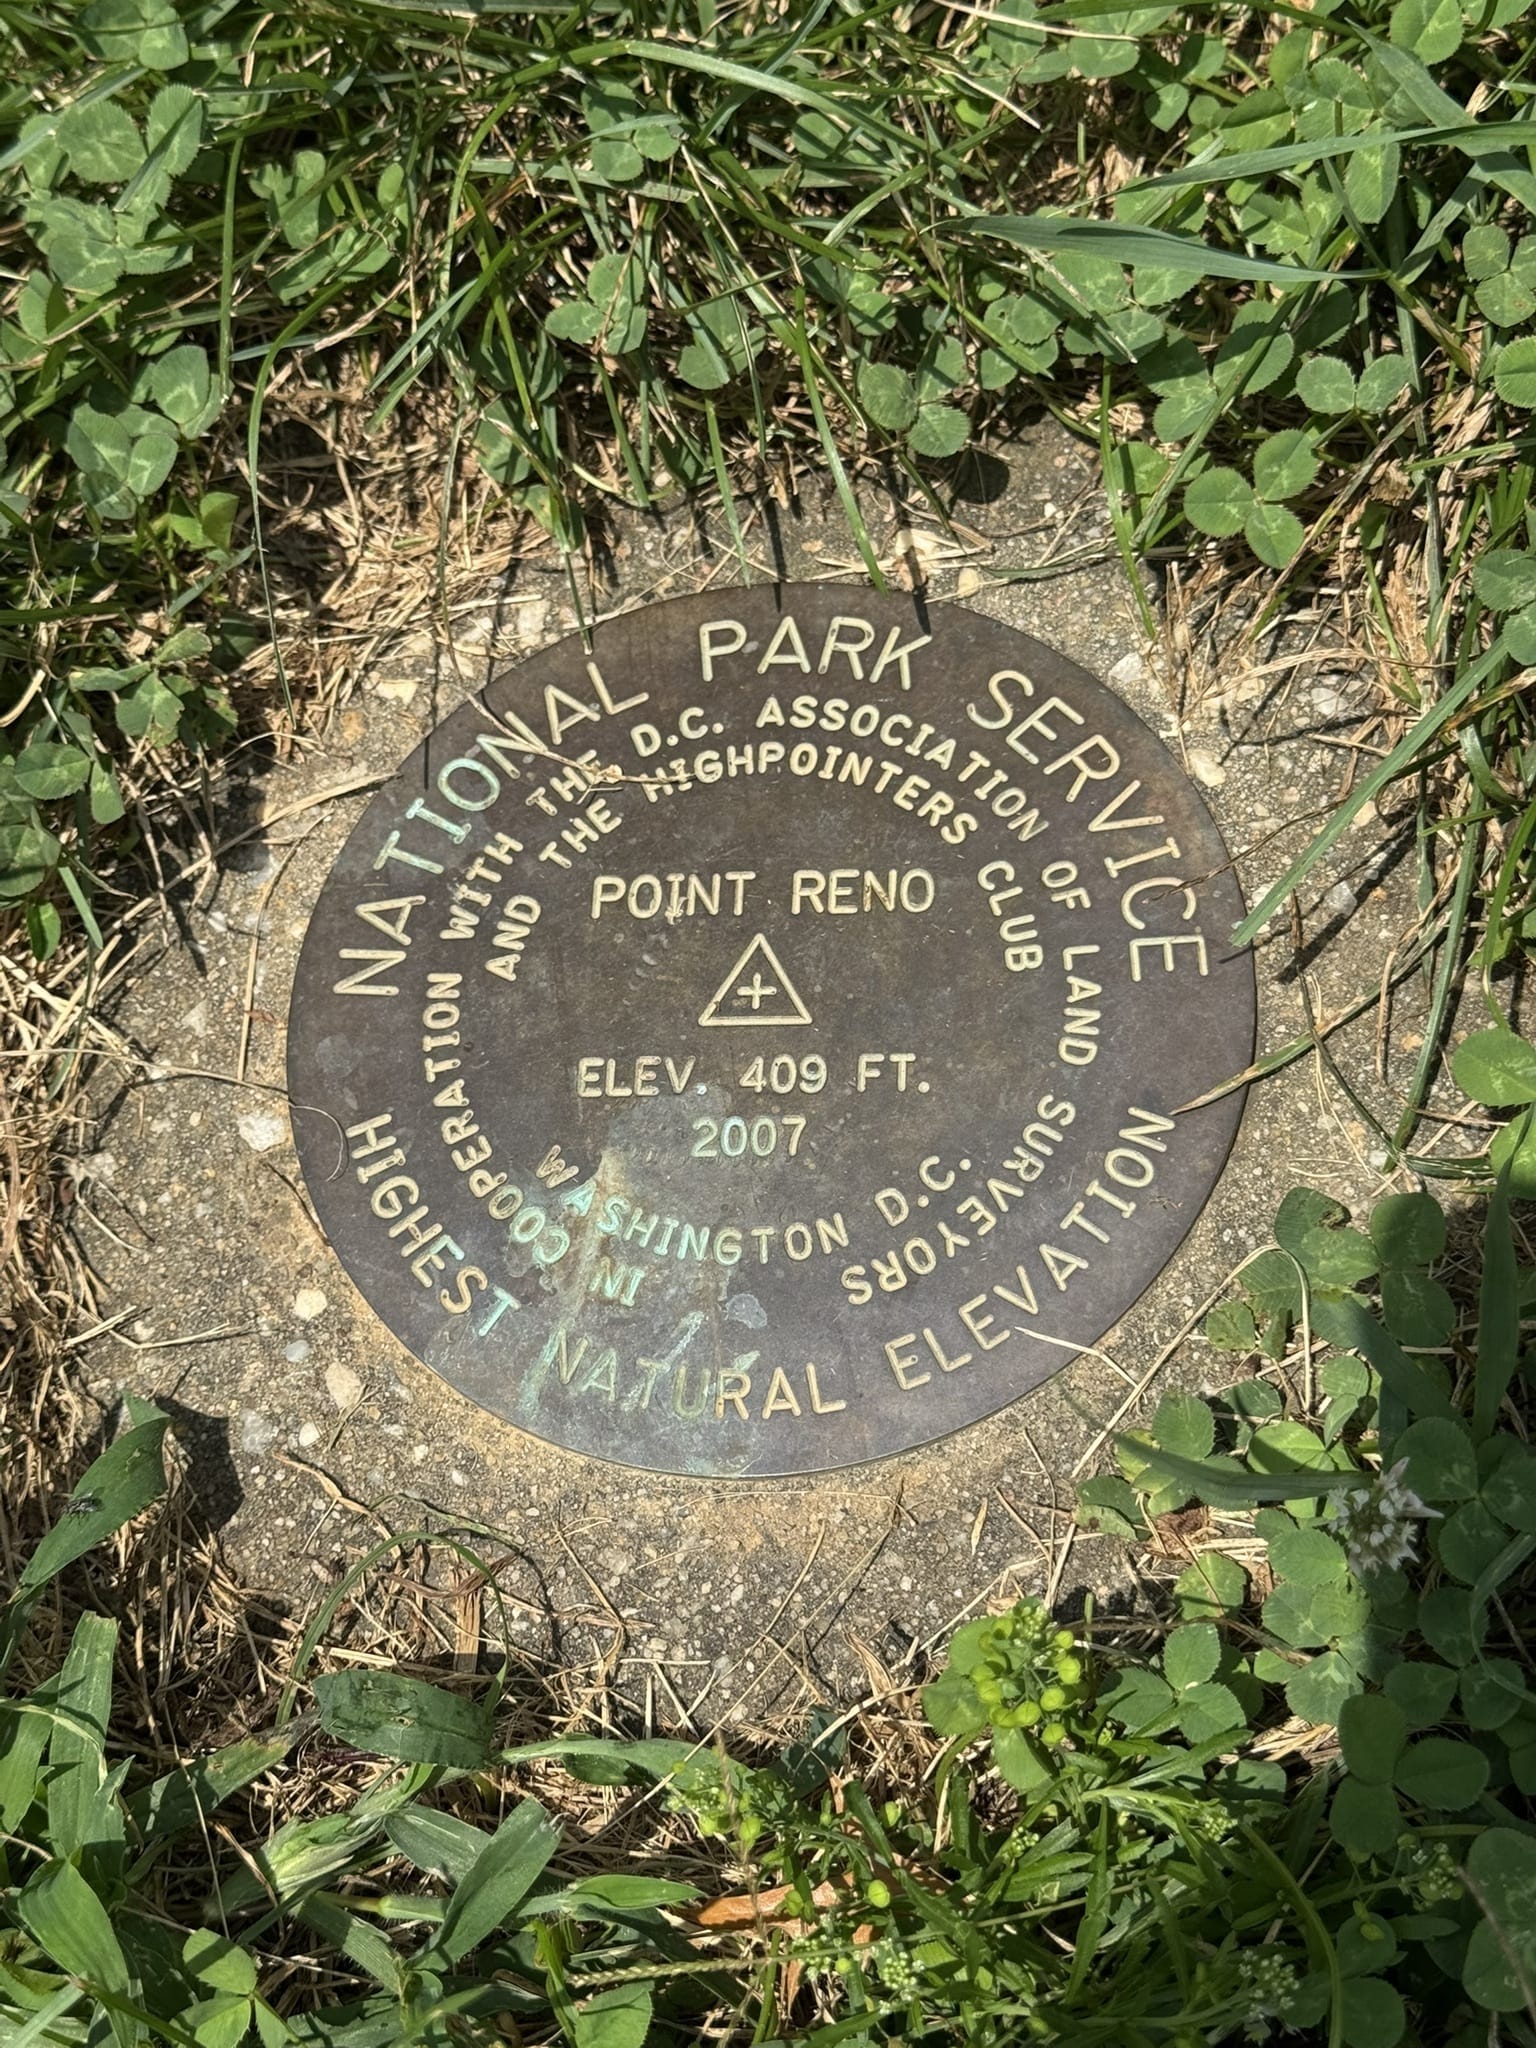 NATIONAL PARK SERVICE
IN COOPERATION WITH THE D.C. ASSOCIATION OF LAND SURVEYORS
AND THE HIGHPOINTERS CLUB
POINT RENO
ELEV. 409 FT.
2007
WASHINGTON D.C.
HIGHEST NATURAL ELEVATION